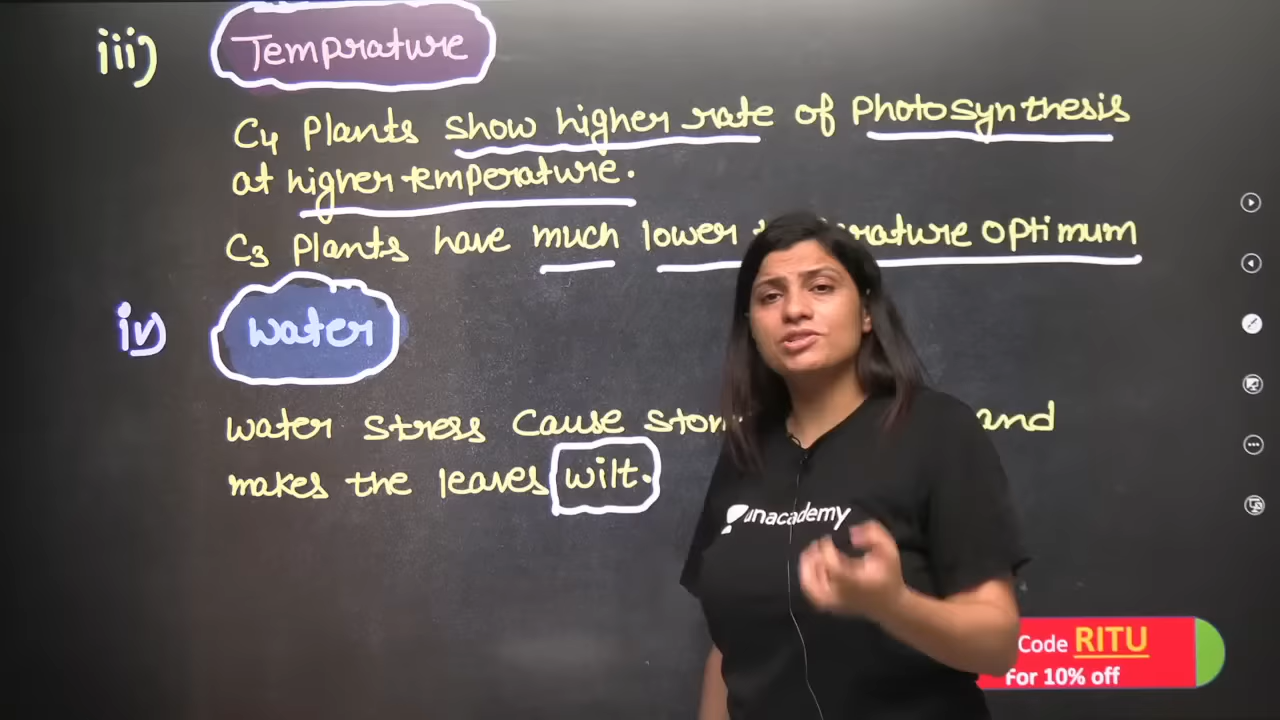 iii) Temprature
C4 Plants show higher rate of Photosynthesis
at higher temperature.
C3 Plants have much lower optimum
iv) Water
Water stress cause and
makes the leaves wilt.
unacademy
Code RITU
For 10% off